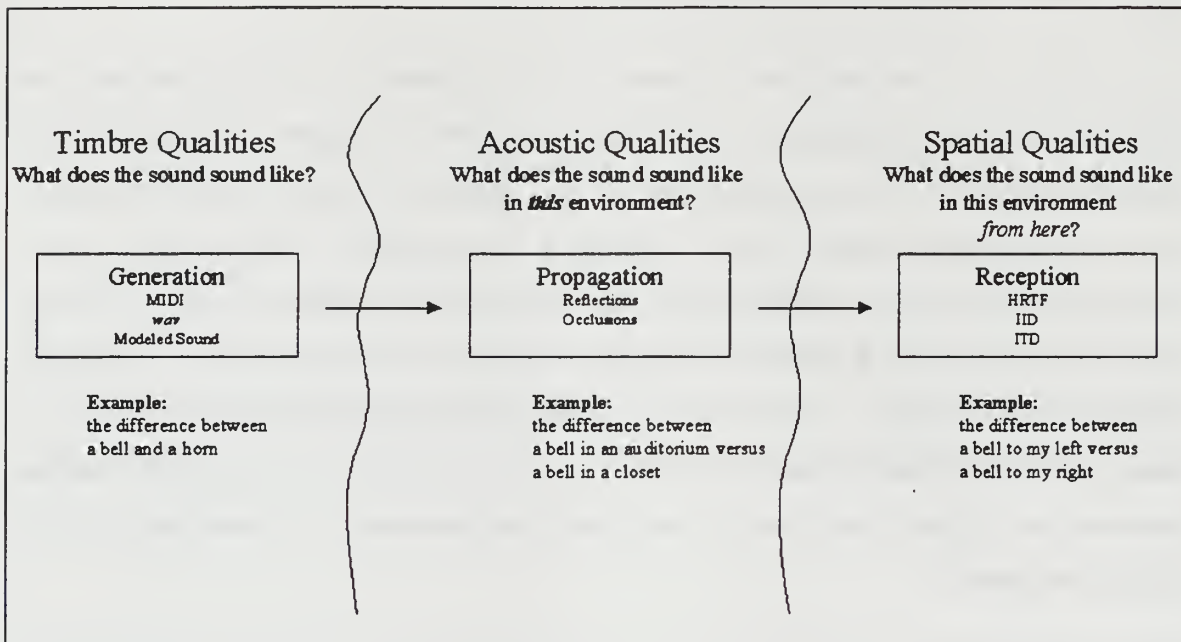 Timbre Qualities
What does the sound sound like?
Generation
MIDI
wav
Modeled Sound
Example:
the difference between
a bell and a horn
Acoustic Qualities
What does the sound sound like
in this environment?
Propagation
Reflections
Occlusions
Example:
the difference between
a bell in an auditorium versus
a bell in a closet
Spatial Qualities
What does the sound sound like
in this environment
from here?
Reception
HRTF
IID
ITD
Example:
the difference between
a bell to my left versus
a bell to my right